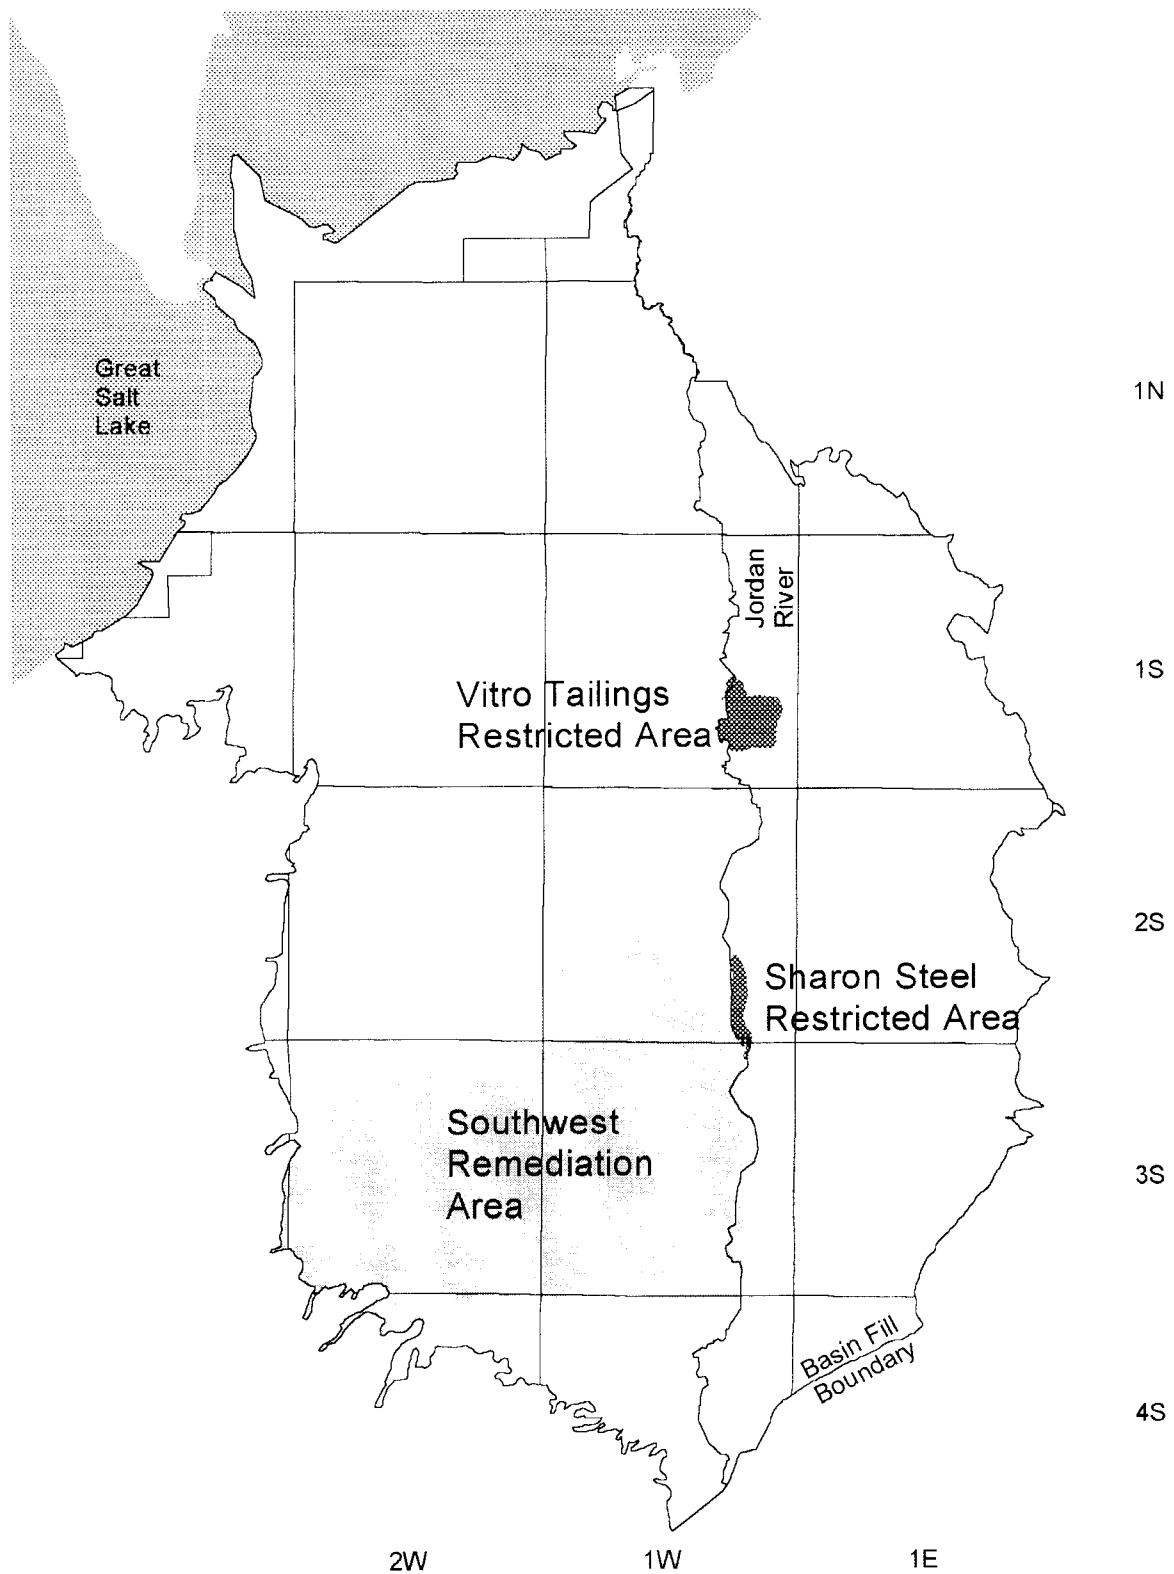 Great
Salt
Lake
1N
Jordan
River
1S
Vitro Tailings
Restricted Area
2S
Sharon Steel
Restricted Area
Southwest
Remediation
Area
3S
Basin Fill
Boundary
4S
2W
1W
1E